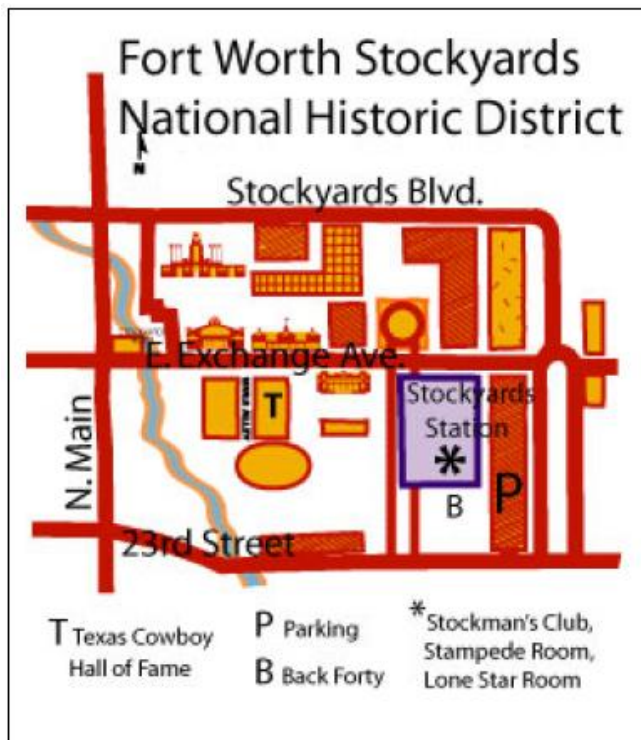 Fort Worth Stockyards
National Historic District
N
Stockyards Blvd.
E. Exchange Ave.
N. Main
T
Stockyards
Station
*
B
P
23rd Street
T Texas Cowboy
Hall of Fame
P Parking
B Back Forty
*Stockman's Club,
Stampede Room,
Lone Star Room